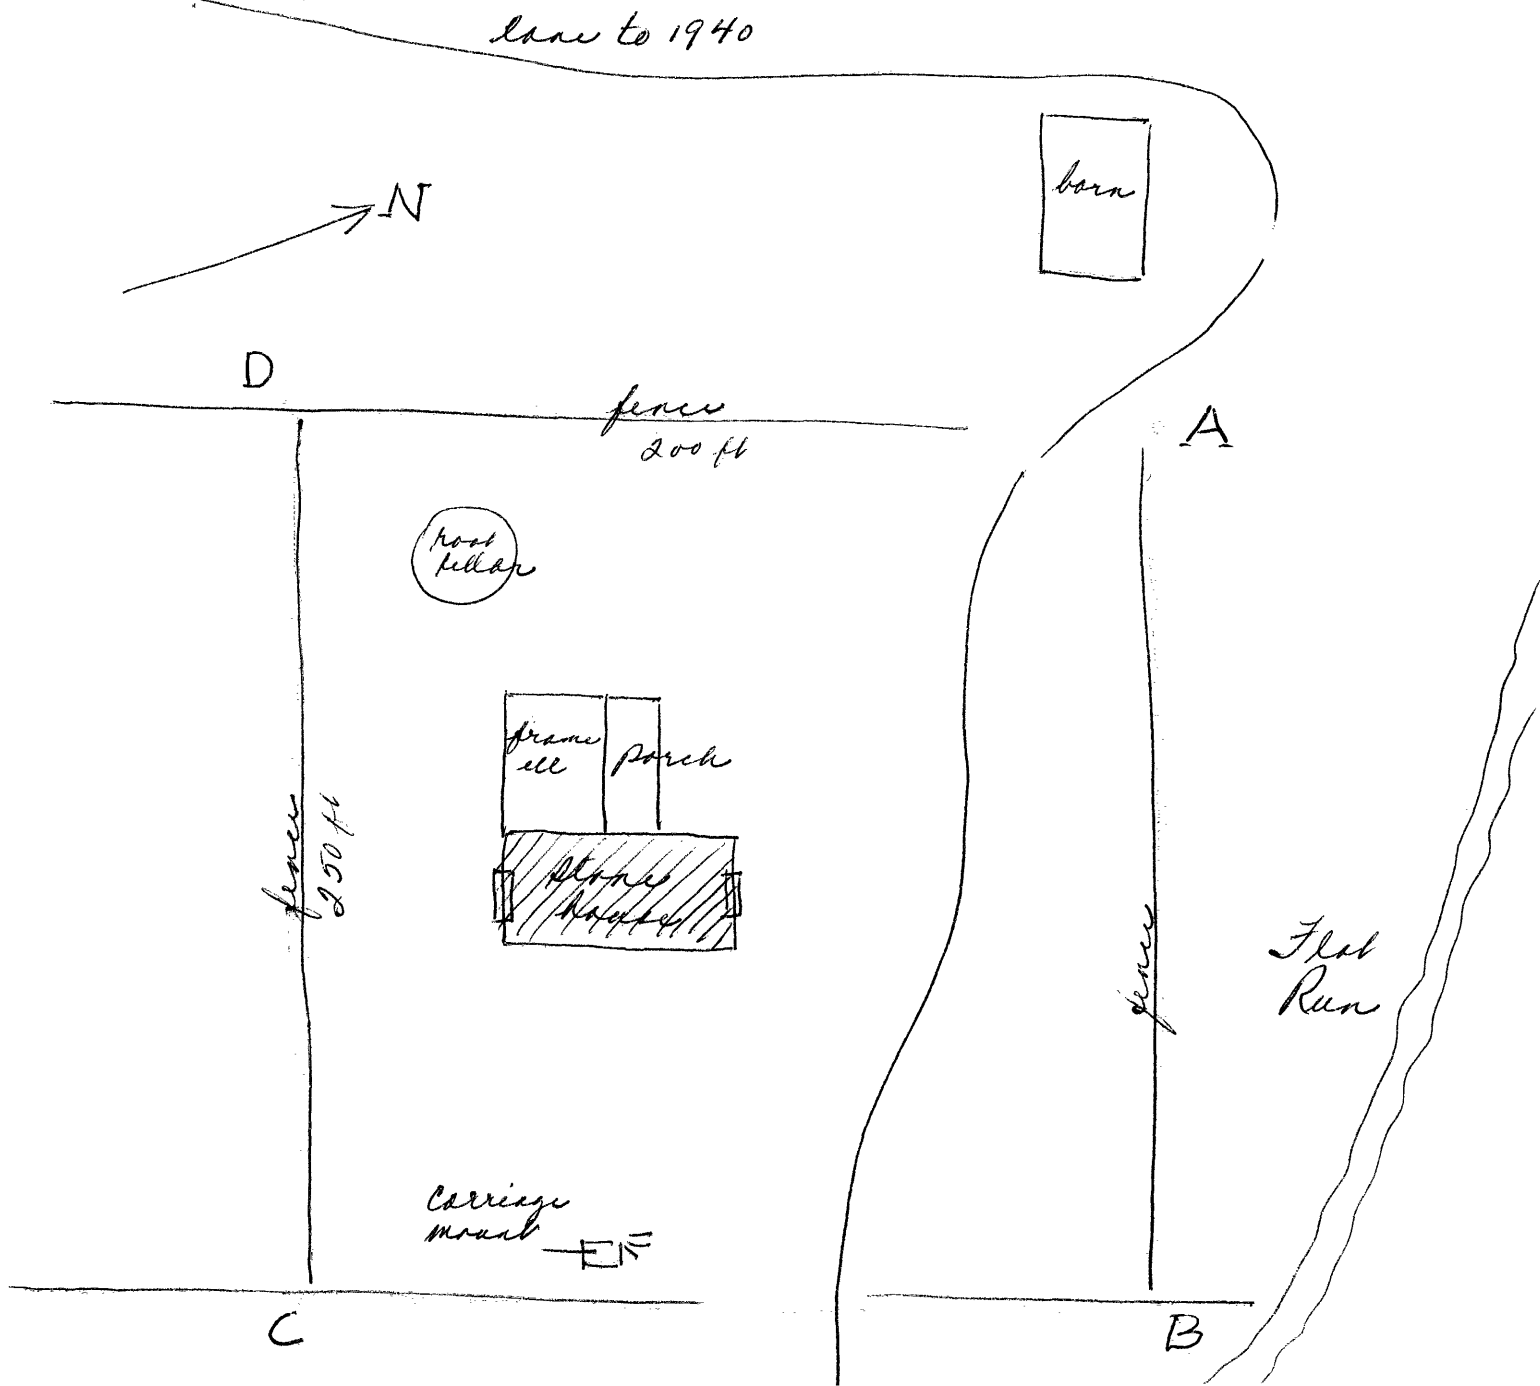 lane to 1940
barn
N
D
fence
200 ft
A
root
cellar
frame
ell
porch
fence
250 ft
stone
house
fence
Flat
Run
carriage
mount
C
B